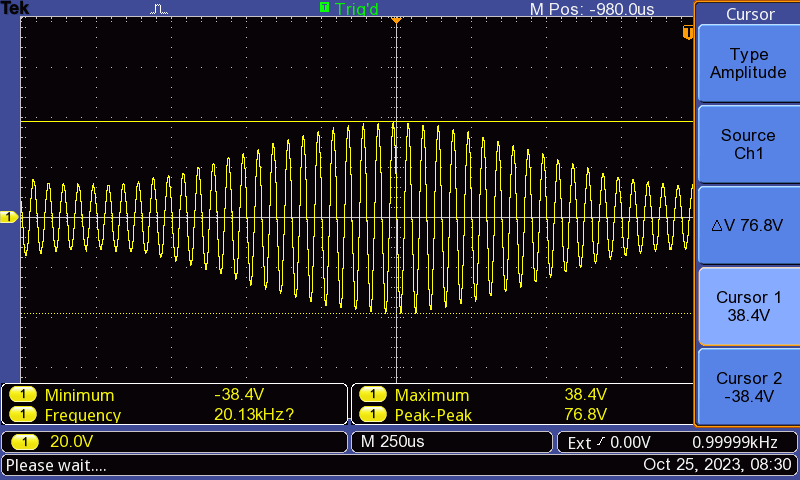 Tek T Trig'd M Pos: -980.0us
Cursor
T
Type
Amplitude
Source
Ch1
△V 76.8V
Cursor 1
38.4V
Cursor 2
-38.4V
1
1 Minimum -38.4V 1 Maximum 38.4V
1 Frequency 20.13kHz? 1 Peak-Peak 76.8V
1 20.0V M 250us Ext 0.00V 0.99999kHz
Please wait.... Oct 25, 2023, 08:30